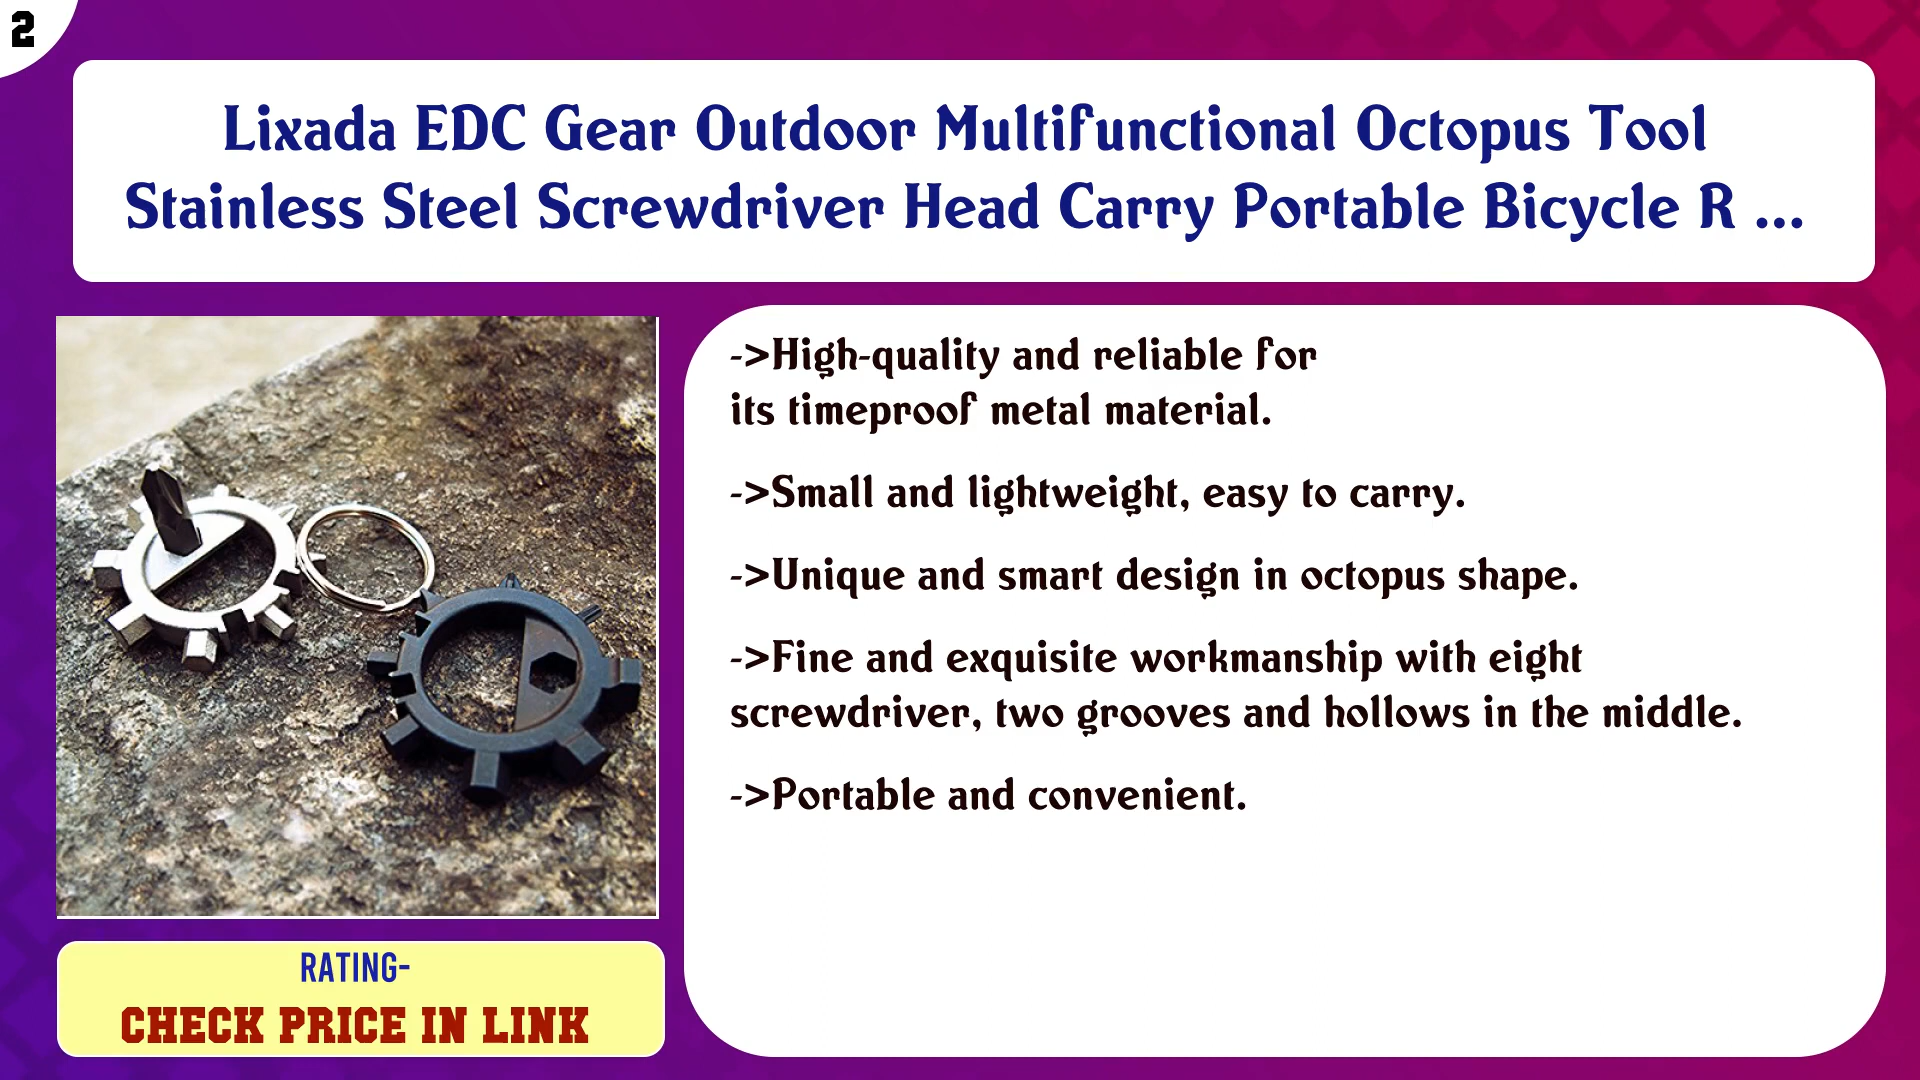 2
Lixada EDC Gear Outdoor Multifunctional Octopus Tool
Stainless Steel Screwdriver Head Carry Portable Bicycle R ...
->High-quality and reliable for
its timeproof metal material.
->Small and lightweight, easy to carry.
->Unique and smart design in octopus shape.
->Fine and exquisite workmanship with eight
screwdriver, two grooves and hollows in the middle.
->Portable and convenient.
RATING-
CHECK PRICE IN LINK